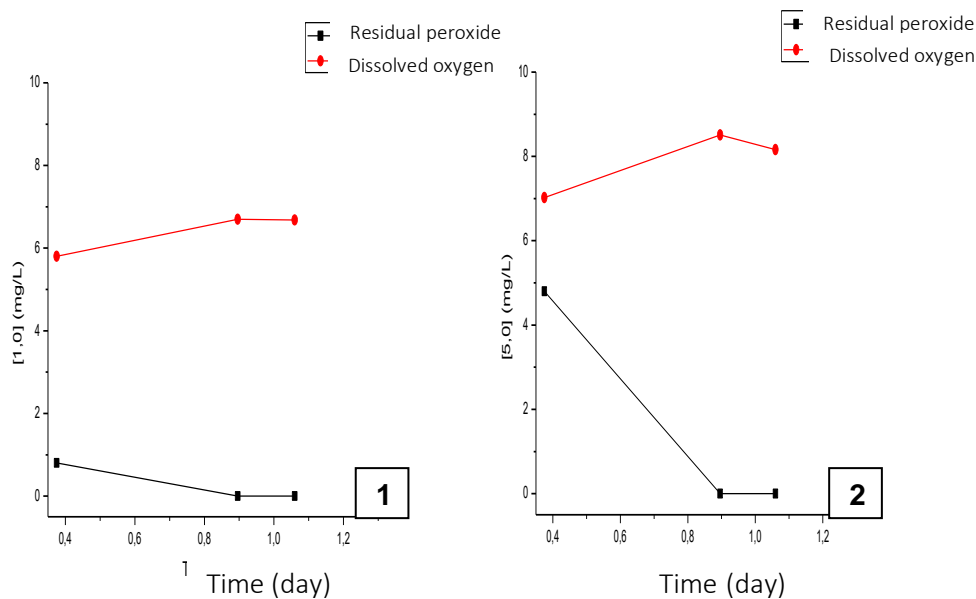 Residual peroxide
Dissolved oxygen
[1,0] (mg/L)
10
8
6
4
2
0
0,4 0,6 0,8 1,0 1,2
1
Time (day)
Residual peroxide
Dissolved oxygen
[5,0] (mg/L)
10
8
6
4
2
0
0,4 0,6 0,8 1,0 1,2
2
Time (day)